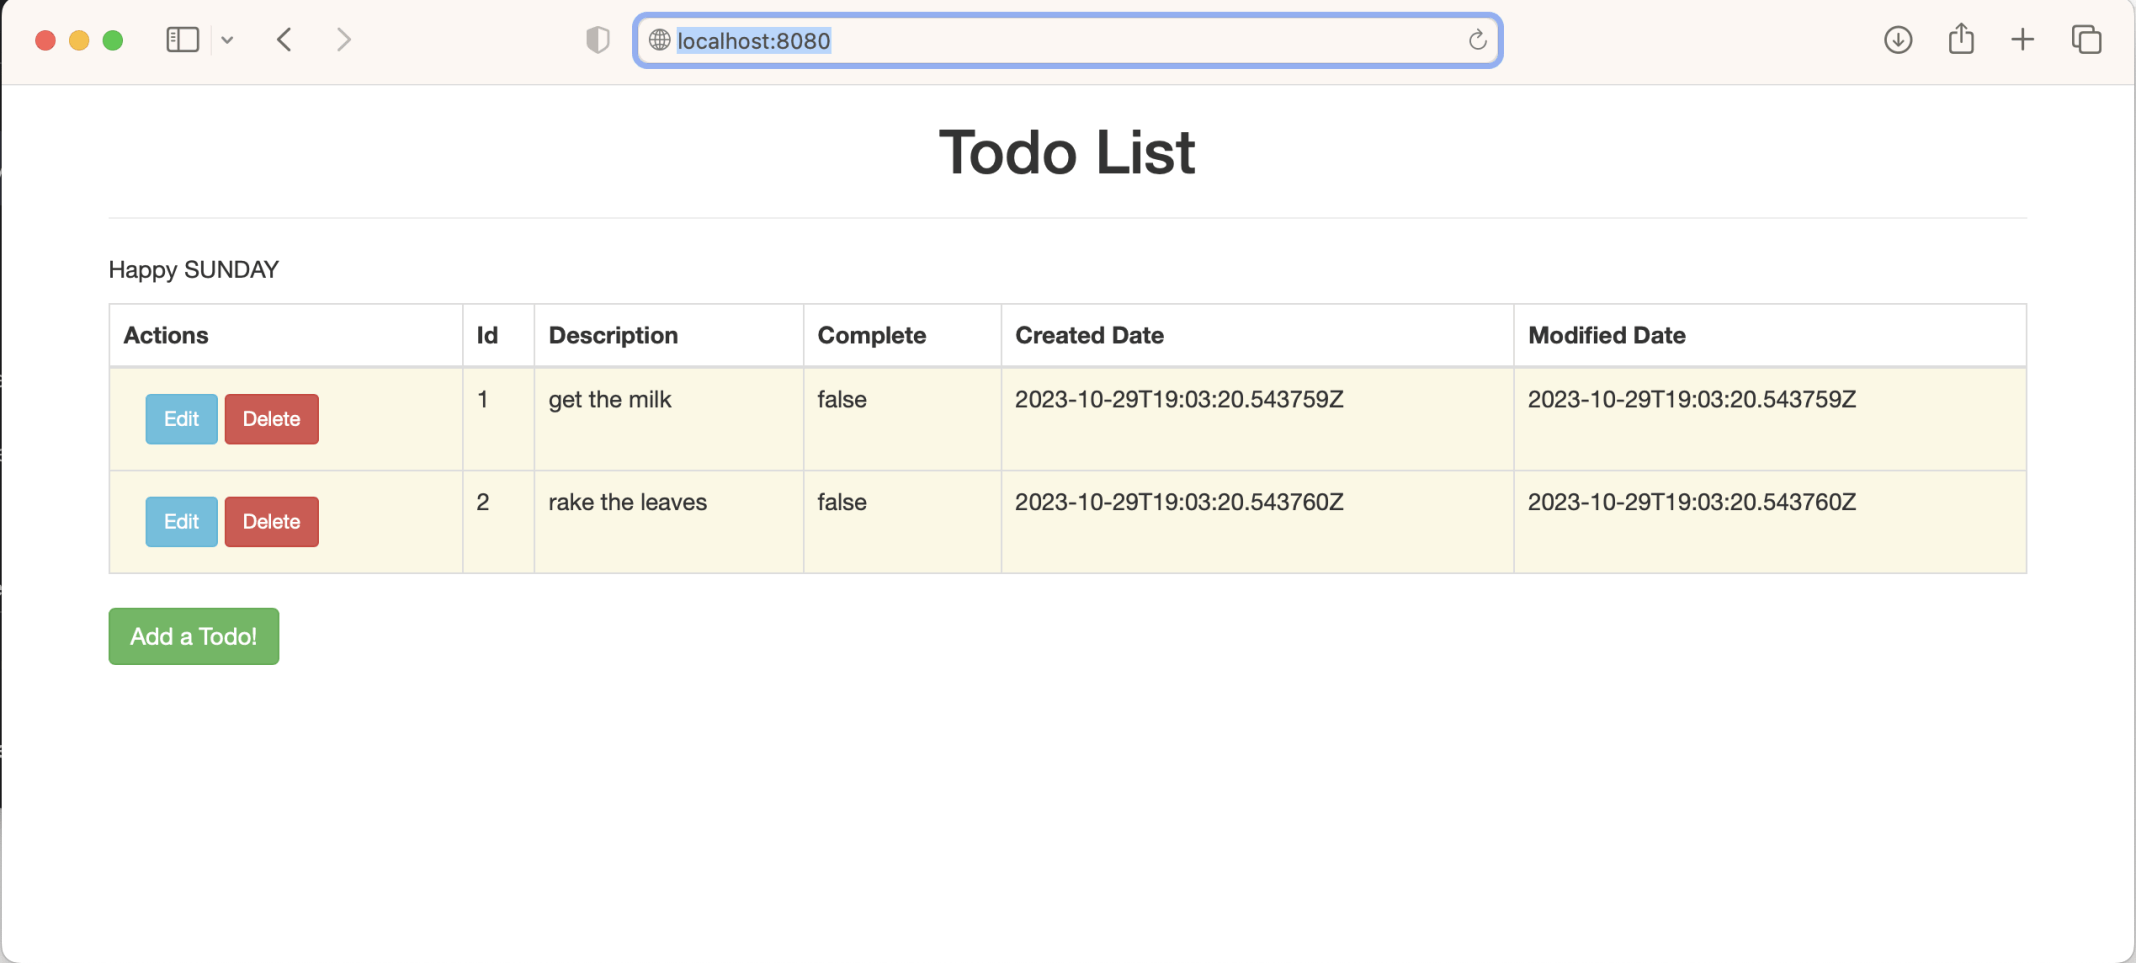 localhost:8080
Todo List
Happy SUNDAY
Actions Id Description Complete Created Date Modified Date
Edit Delete 1 get the milk false 2023-10-29T19:03:20.543759Z 2023-10-29T19:03:20.543759Z
Edit Delete 2 rake the leaves false 2023-10-29T19:03:20.543760Z 2023-10-29T19:03:20.543760Z
Add a Todo!